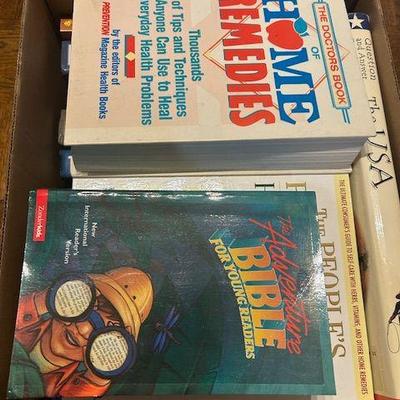 THE DOCTORS BOOK
OF
HOME
REMEDIES
Thousands
of Tips and Techniques
Anyone Can Use to Heal
Everyday Health Problems
by the editors of
PREVENTION Magazine Health Books
Question
and Answer
The USA
THE PEOPLE'S
THE ULTIMATE CONSUMER'S GUIDE TO SELF-CARE WITH HERBS, VITAMINS, AND OTHER HOME REMEDIES
Zonderkidz
New
International
Reader's
Version
The Adventure
BIBLE
FOR YOUNG READERS